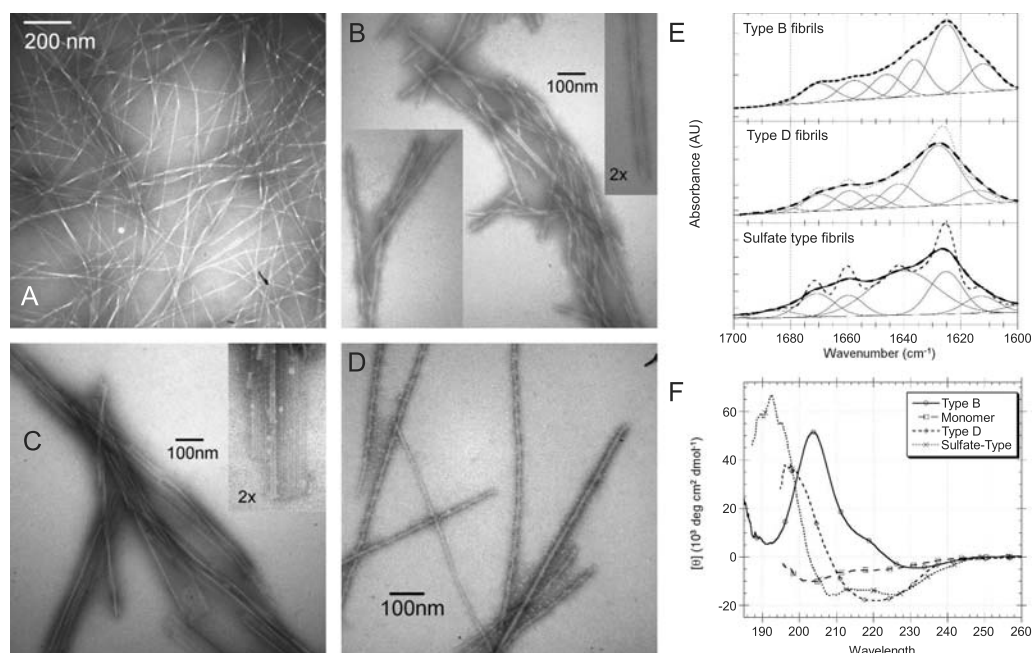 200 nm
A
B
100nm
2x
C
100nm
2x
D
100nm
E
Type B fibrils
Type D fibrils
Sulfate type fibrils
Absorbance (AU)
1700 1680 1660 1640 1620 1600
Wavenumber (cm⁻¹)
F
Type B
Monomer
Type D
Sulfate-Type
[θ] (10³ deg cm² dmol⁻¹)
60
40
20
0
-20
190 200 210 220 230 240 250 260
Wavelength